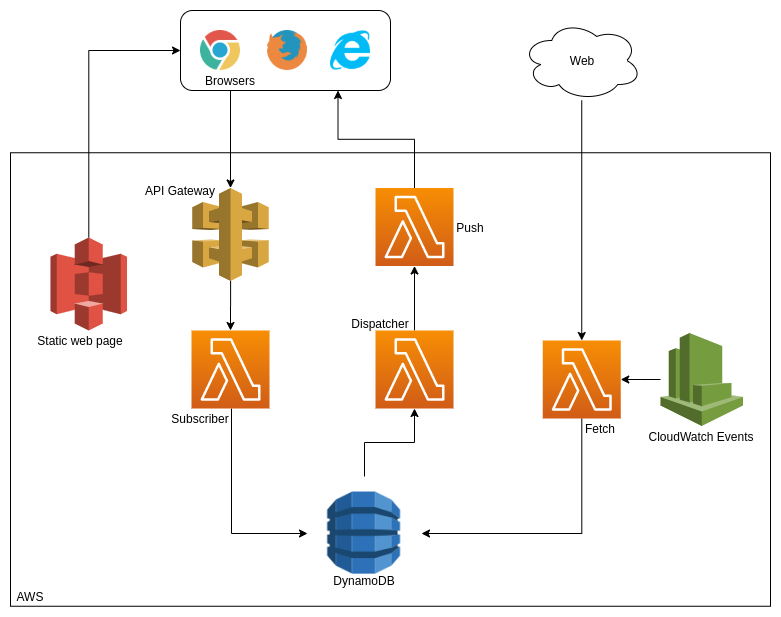 Browsers
Web
API Gateway
Push
Static web page
Dispatcher
Subscriber
Fetch
CloudWatch Events
DynamoDB
AWS